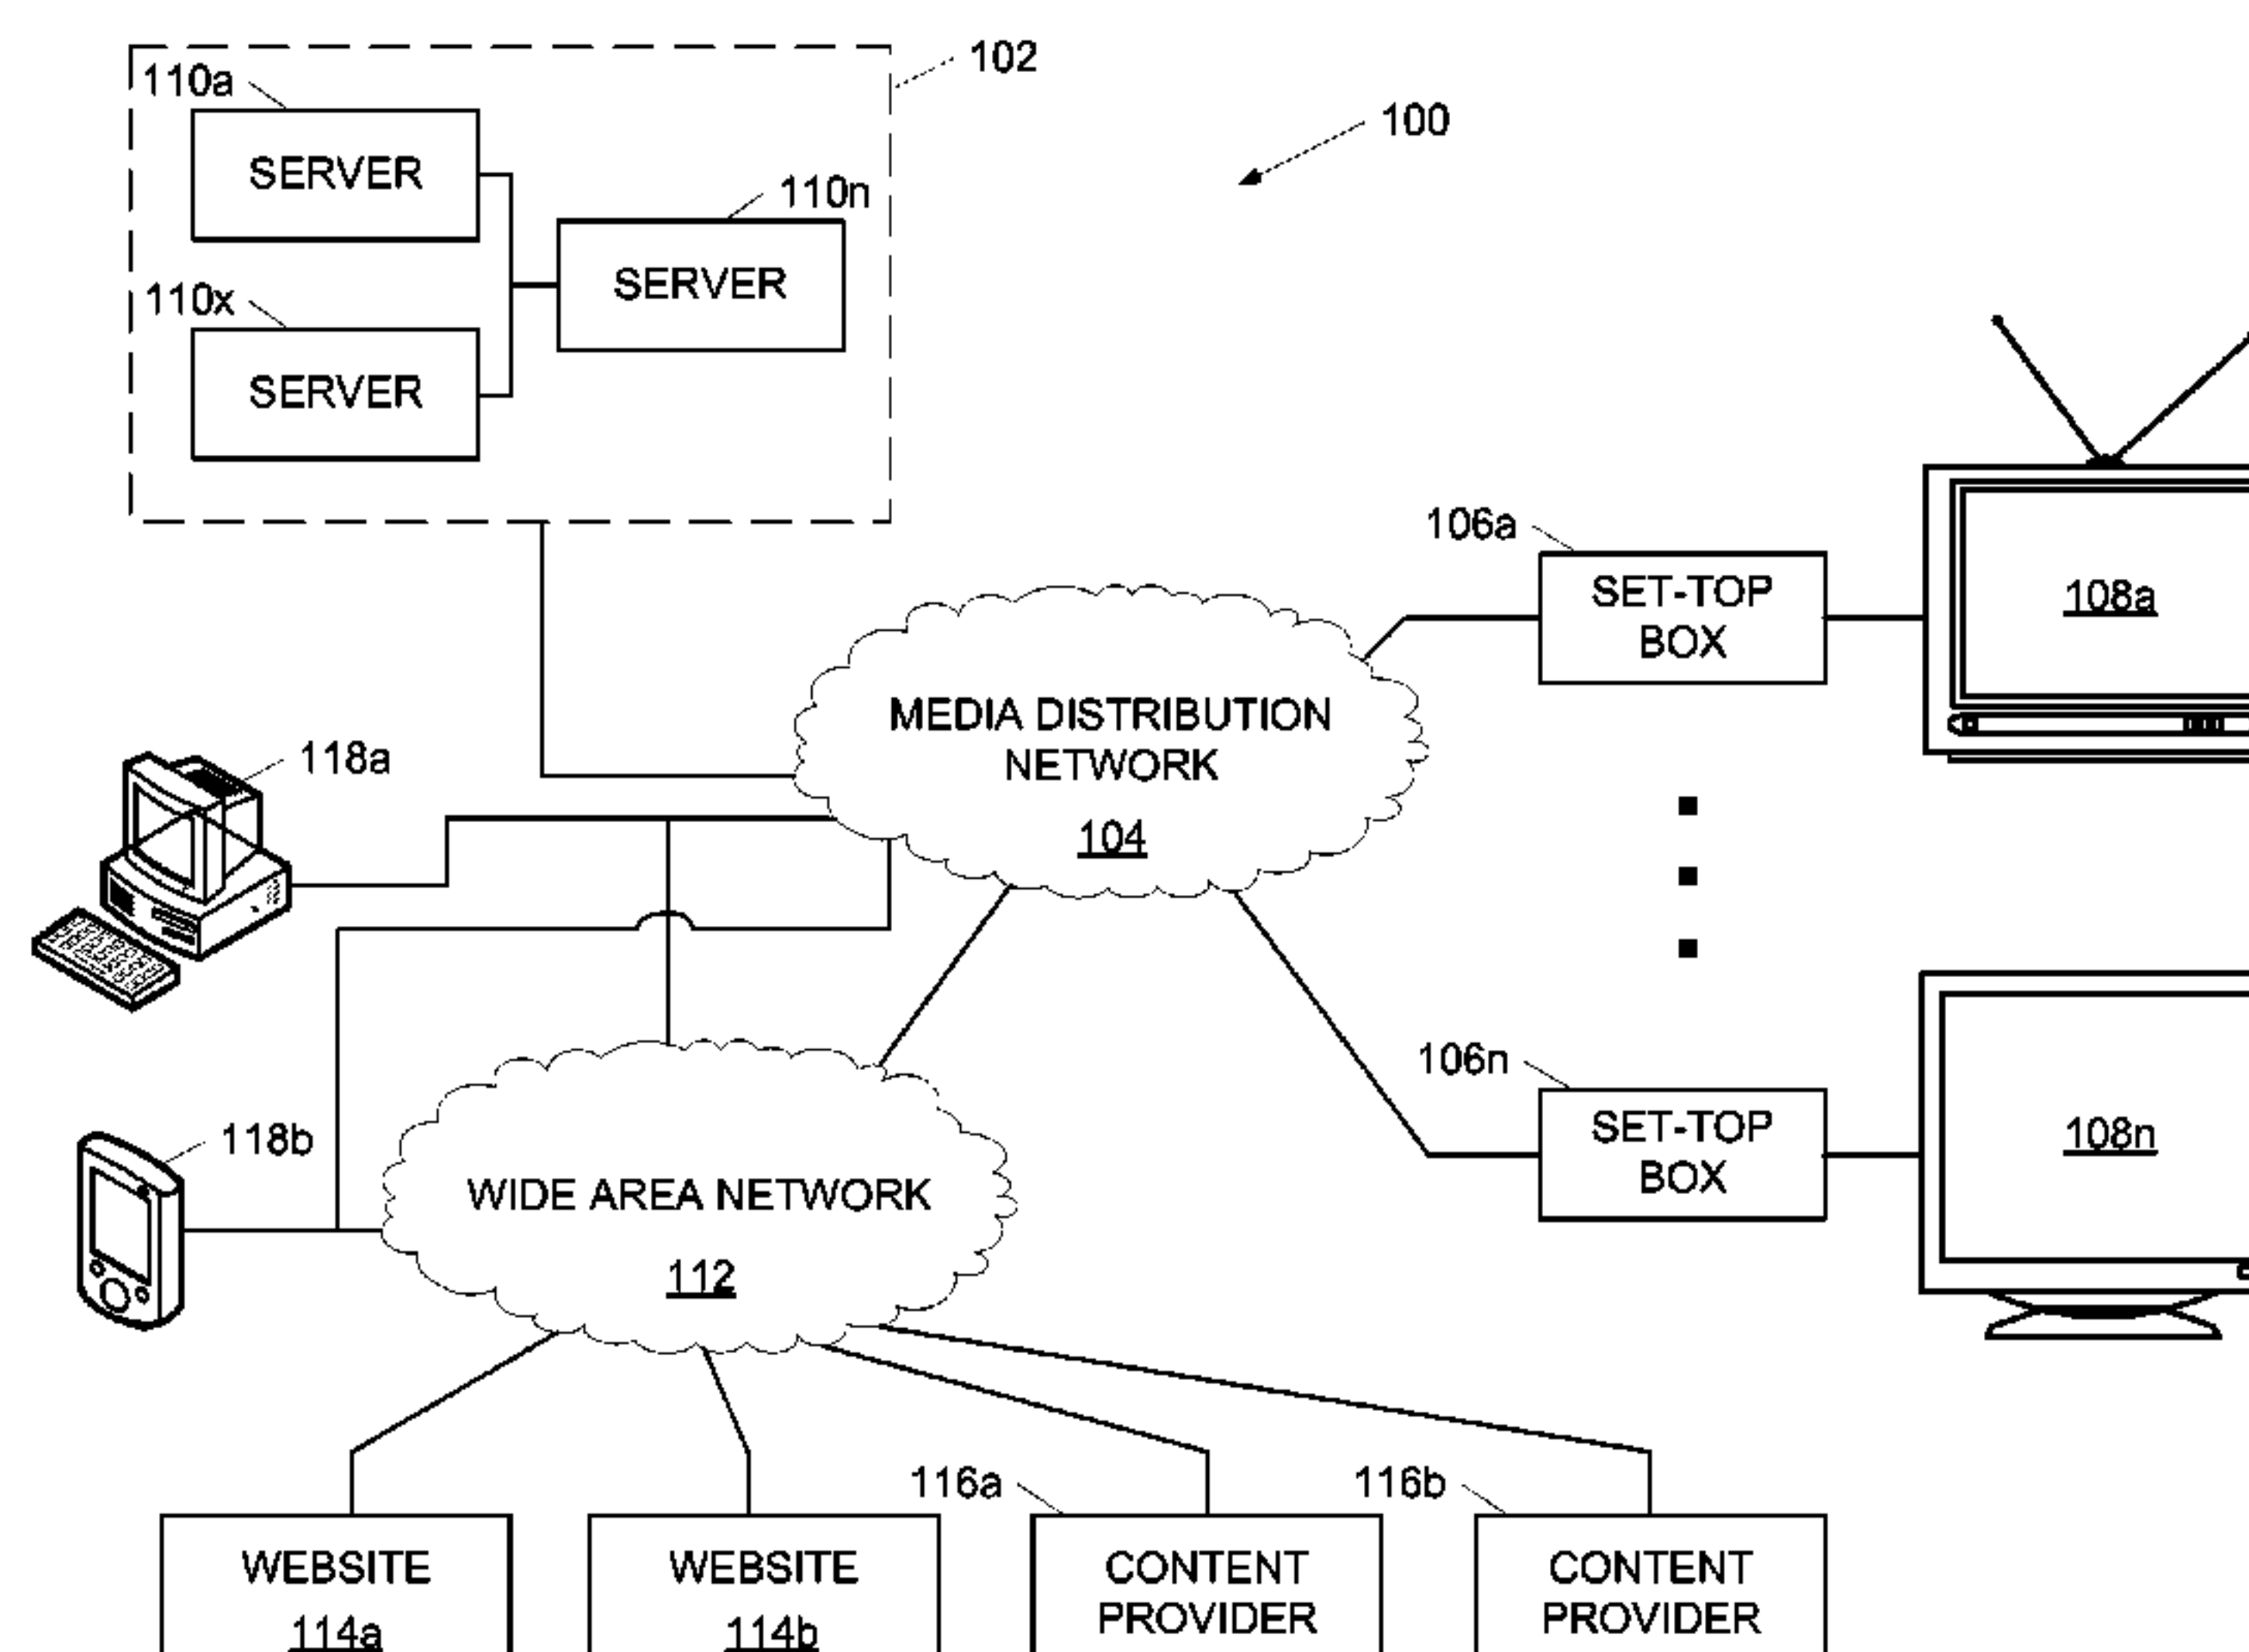 102
110a
100
SERVER
110n
SERVER
110x
SERVER
106a
SET-TOP
BOX
108a
MEDIA DISTRIBUTION
NETWORK
104
118a
106n
SET-TOP
BOX
108n
118b
WIDE AREA NETWORK
112
116a
116b
WEBSITE
114a
WEBSITE
114b
CONTENT
PROVIDER
CONTENT
PROVIDER